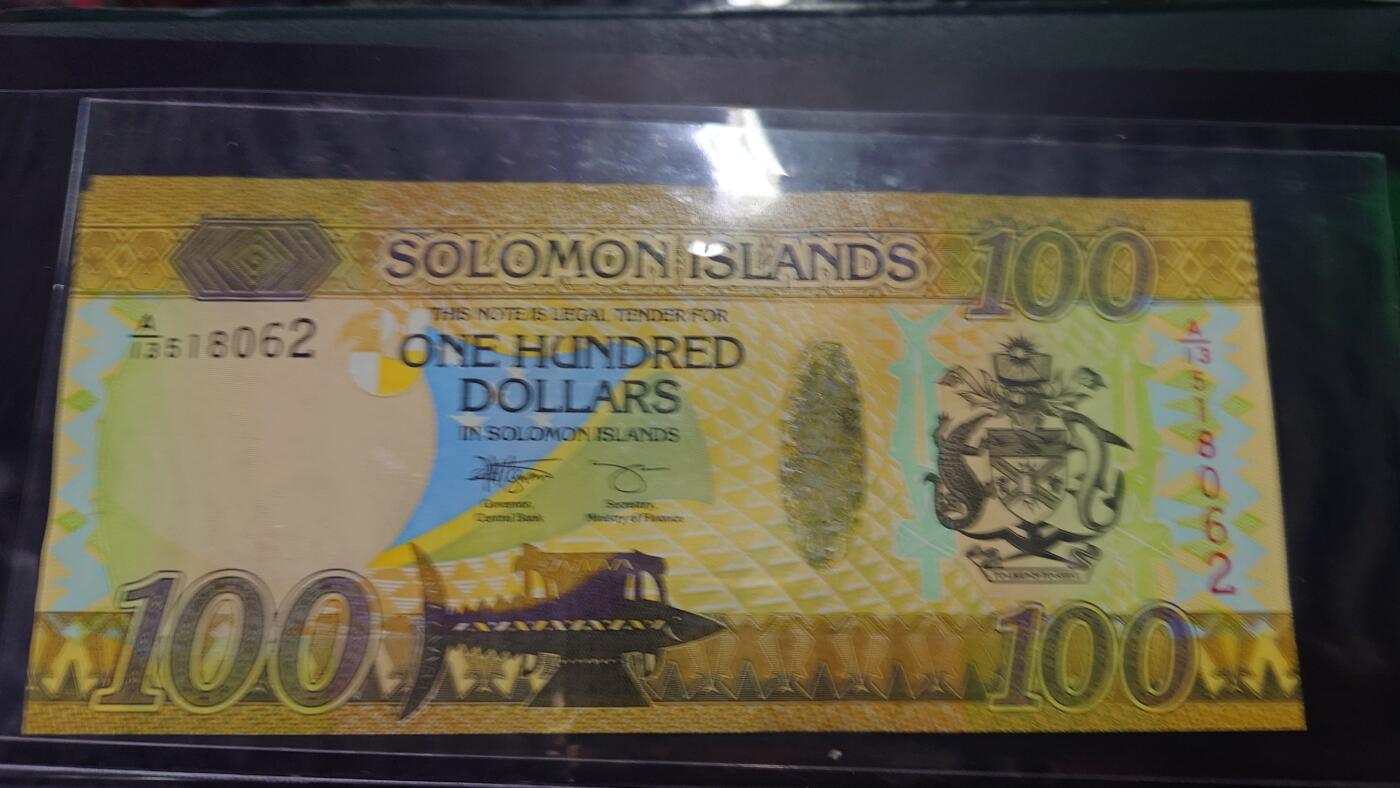 SOLOMON ISLANDS
100
THIS NOTE IS LEGAL TENDER FOR
ONE HUNDRED
DOLLARS
IN SOLOMON ISLANDS
A
13 518062
A
13
518062
Governor,
Central Bank
Secretary,
Ministry of Finance
100
100